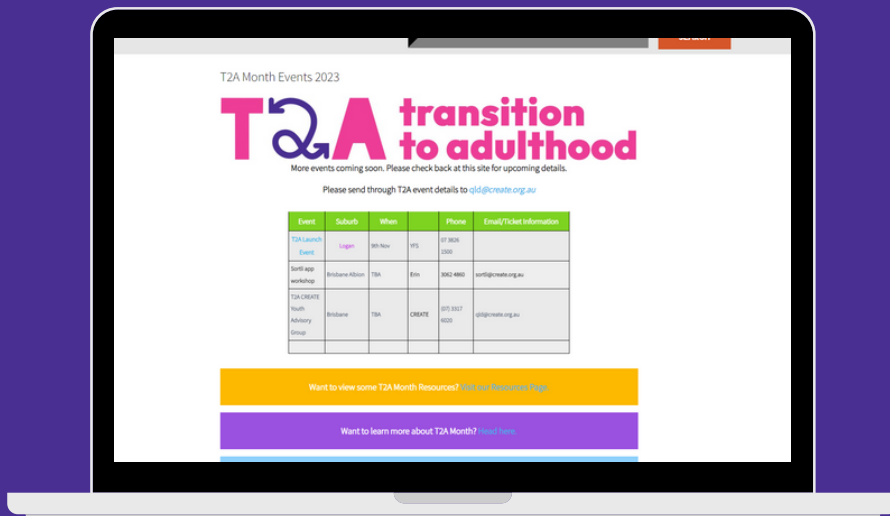 T2A Month Events 2023
T2A transition
to adulthood
More events coming soon. Please check back at this site for upcoming details.
Please send through T2A event details to qld@create.org.au
Event Suburb When Phone Email/Ticket Information
T2A Launch
Event
Logan 9th Nov YFS
07 3826
1500
Sortli app
workshop
Brisbane Albion TBA Erin 3062 4860 sortli@create.org.au
T2A CREATE
Youth
Advisory
Group
Brisbane TBA CREATE
(07) 3317
6020
qld@create.org.au
Want to view some T2A Month Resources? Visit our Resources Page.
Want to learn more about T2A Month? Head here.